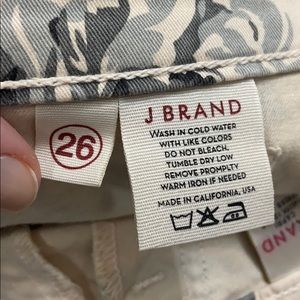 26
J BRAND
WASH IN COLD WATER
WITH LIKE COLORS
DO NOT BLEACH.
TUMBLE DRY LOW
REMOVE PROMPTLY
WARM IRON IF NEEDED
MADE IN CALIFORNIA, USA